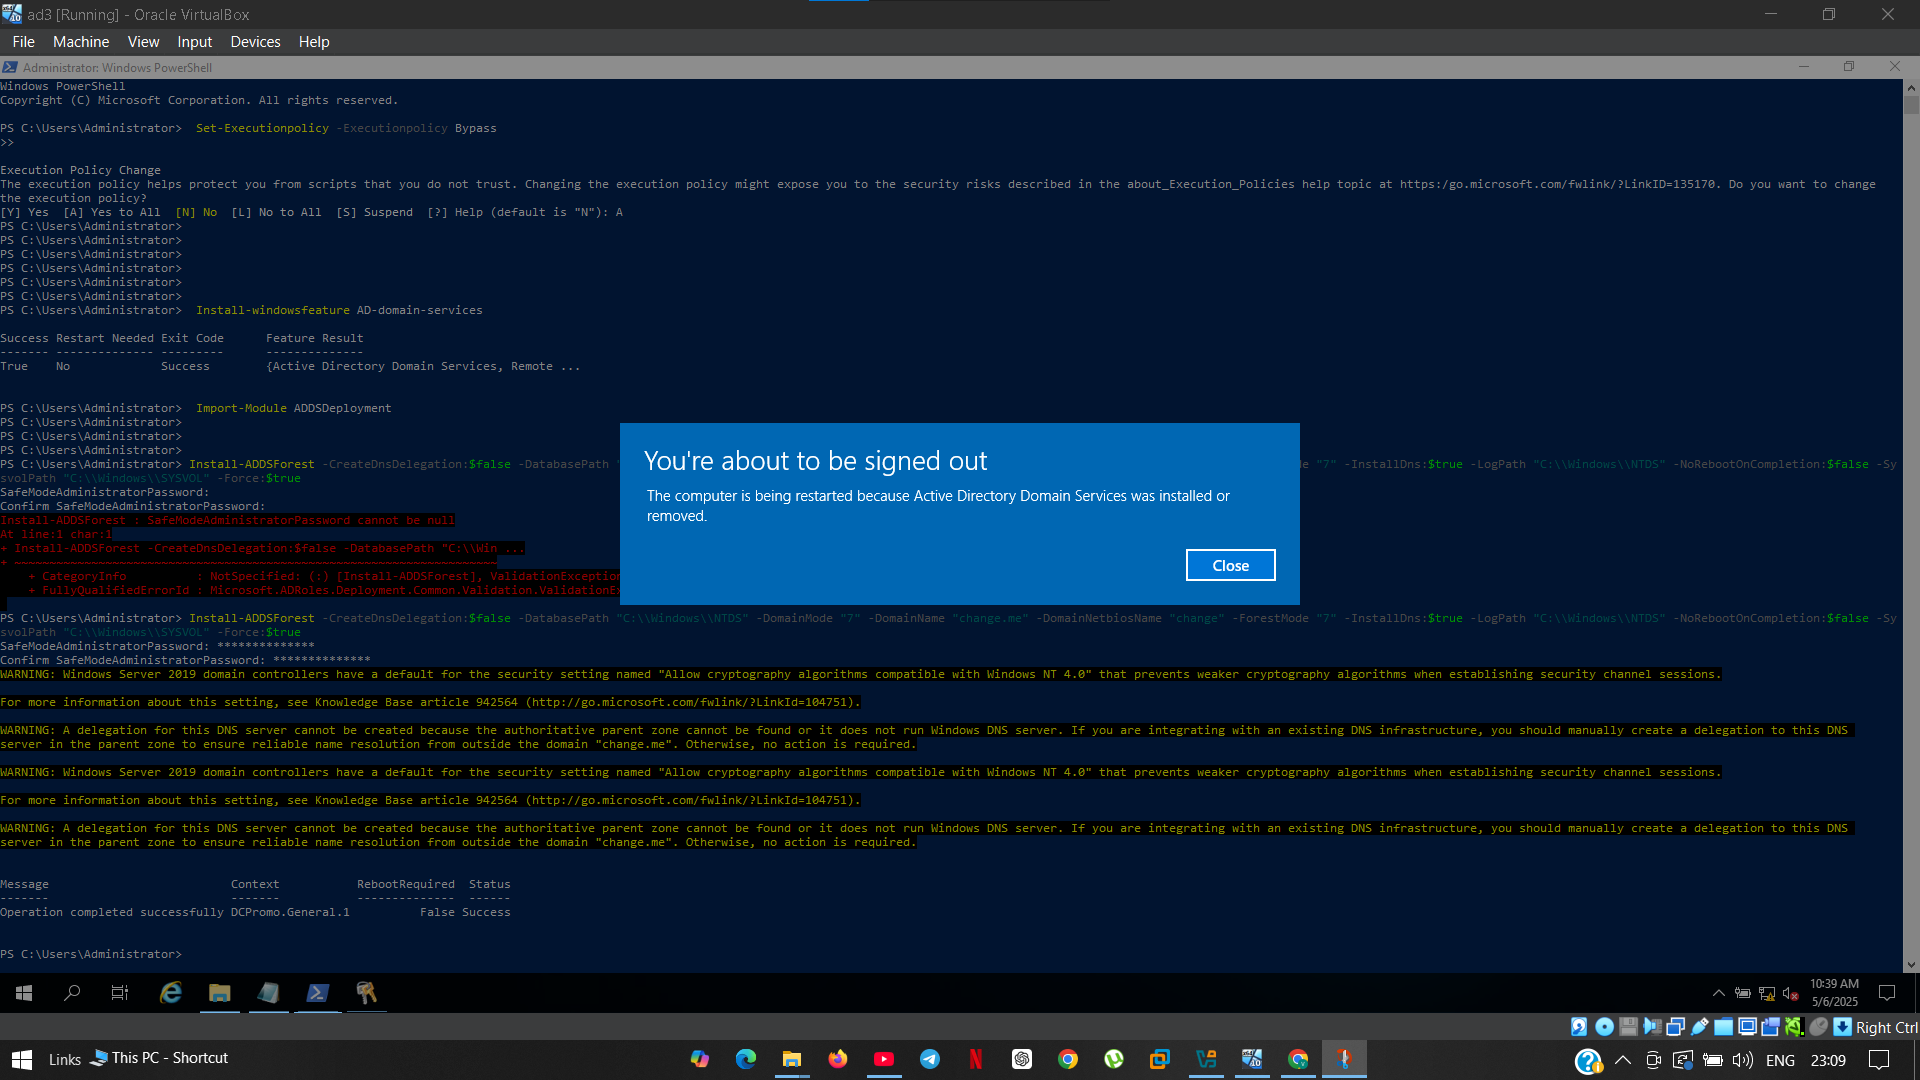 ad3 [Running] - Oracle VirtualBox
File Machine View Input Devices Help
Administrator: Windows PowerShell
Windows PowerShell
Copyright (C) Microsoft Corporation. All rights reserved.
PS C:\Users\Administrator>  Set-Executionpolicy -Executionpolicy Bypass
>>
Execution Policy Change
The execution policy helps protect you from scripts that you do not trust. Changing the execution policy might expose you to the security risks described in the about_Execution_Policies help topic at https:/go.microsoft.com/fwlink/?LinkID=135170. Do you want to change
the execution policy?
[Y] Yes  [A] Yes to All  [N] No  [L] No to All  [S] Suspend  [?] Help (default is "N"): A
PS C:\Users\Administrator>
PS C:\Users\Administrator>
PS C:\Users\Administrator>
PS C:\Users\Administrator>
PS C:\Users\Administrator>
PS C:\Users\Administrator>
PS C:\Users\Administrator>  Install-windowsfeature AD-domain-services
Success Restart Needed Exit Code      Feature Result
------- -------------- ---------      --------------
True    No             Success        {Active Directory Domain Services, Remote ...
PS C:\Users\Administrator>  Import-Module ADDSDeployment
PS C:\Users\Administrator>
PS C:\Users\Administrator>
PS C:\Users\Administrator>
PS C:\Users\Administrator> Install-ADDSForest -CreateDnsDelegation:$false -DatabasePath "7" -InstallDns:$true -LogPath "C:\\Windows\\NTDS" -NoRebootOnCompletion:$false -Sy
svolPath "C:\\Windows\\SYSVOL" -Force:$true
SafeModeAdministratorPassword:
Confirm SafeModeAdministratorPassword:
Install-ADDSForest : SafeModeAdministratorPassword cannot be null
At line:1 char:1
+ Install-ADDSForest -CreateDnsDelegation:$false -DatabasePath "C:\\Win ...
+ ~~~~~~~~~~~~~~~~~~~~~~~~~~~~~~~~~~~~~~~~~~~~~~~~~~~~~~~~~~~~~~~~~~~~~
+ CategoryInfo          : NotSpecified: (:) [Install-ADDSForest], ValidationException
+ FullyQualifiedErrorId : Microsoft.ADRoles.Deployment.Common.Validation.ValidationEx
You're about to be signed out
The computer is being restarted because Active Directory Domain Services was installed or
removed.
Close
PS C:\Users\Administrator> Install-ADDSForest -CreateDnsDelegation:$false -DatabasePath "C:\\Windows\\NTDS" -DomainMode "7" -DomainName "change.me" -DomainNetbiosName "change" -ForestMode "7" -InstallDns:$true -LogPath "C:\\Windows\\NTDS" -NoRebootOnCompletion:$false -Sy
svolPath "C:\\Windows\\SYSVOL" -Force:$true
SafeModeAdministratorPassword: **************
Confirm SafeModeAdministratorPassword: **************
WARNING: Windows Server 2019 domain controllers have a default for the security setting named "Allow cryptography algorithms compatible with Windows NT 4.0" that prevents weaker cryptography algorithms when establishing security channel sessions.
For more information about this setting, see Knowledge Base article 942564 (http://go.microsoft.com/fwlink/?LinkId=104751).
WARNING: A delegation for this DNS server cannot be created because the authoritative parent zone cannot be found or it does not run Windows DNS server. If you are integrating with an existing DNS infrastructure, you should manually create a delegation to this DNS
server in the parent zone to ensure reliable name resolution from outside the domain "change.me". Otherwise, no action is required.
WARNING: Windows Server 2019 domain controllers have a default for the security setting named "Allow cryptography algorithms compatible with Windows NT 4.0" that prevents weaker cryptography algorithms when establishing security channel sessions.
For more information about this setting, see Knowledge Base article 942564 (http://go.microsoft.com/fwlink/?LinkId=104751).
WARNING: A delegation for this DNS server cannot be created because the authoritative parent zone cannot be found or it does not run Windows DNS server. If you are integrating with an existing DNS infrastructure, you should manually create a delegation to this DNS
server in the parent zone to ensure reliable name resolution from outside the domain "change.me". Otherwise, no action is required.
Message                          Context           RebootRequired  Status
-------                          -------           --------------  ------
Operation completed successfully DCPromo.General.1          False Success
PS C:\Users\Administrator>
10:39 AM
5/6/2025
Right Ctrl
Links This PC - Shortcut ENG 23:09